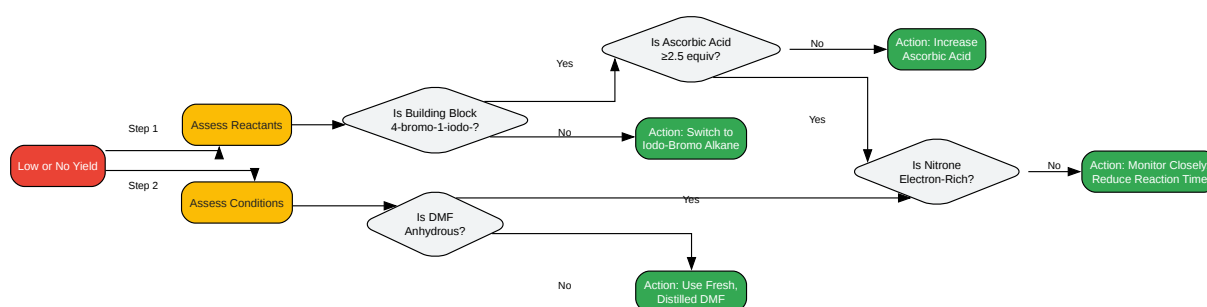 Low or No Yield
Step 1
Step 2
Assess Reactants
Assess Conditions
Is Building Block
4-bromo-1-iodo-?
Is DMF
Anhydrous?
Yes
No
Yes
No
Is Ascorbic Acid
≥2.5 equiv?
Action: Switch to
Iodo-Bromo Alkane
Action: Use Fresh,
Distilled DMF
No
Yes
Action: Increase
Ascorbic Acid
Is Nitrone
Electron-Rich?
No
Action: Monitor Closely
Reduce Reaction Time